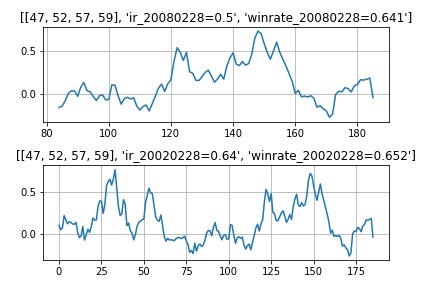 [[47, 52, 57, 59], 'ir_20080228=0.5', 'winrate_20080228=0.641']
0.5
0.0
80 100 120 140 160 180
[[47, 52, 57, 59], 'ir_20020228=0.64', 'winrate_20020228=0.652']
0.5
0.0
0 25 50 75 100 125 150 175